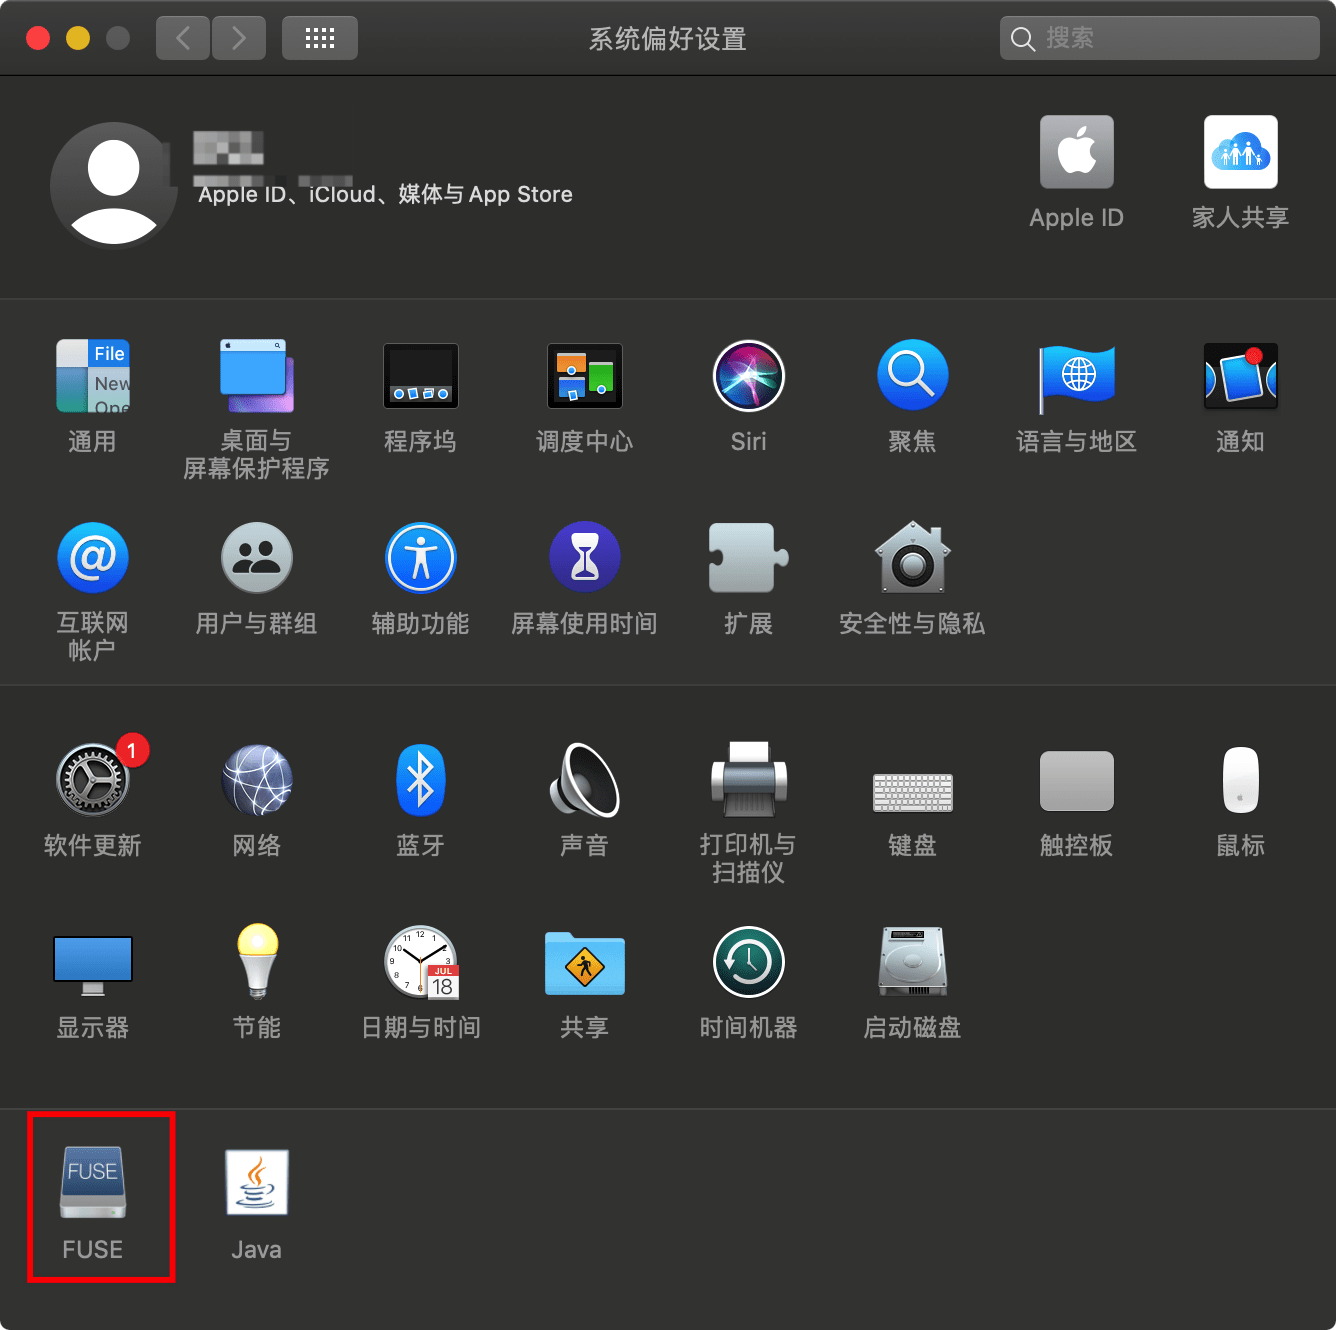 系统偏好设置
搜索
Apple ID、iCloud、媒体与 App Store
Apple ID
家人共享
File
New
Ope
通用
桌面与
屏幕保护程序
程序坞
调度中心
Siri
聚焦
语言与地区
通知
互联网
帐户
用户与群组
辅助功能
屏幕使用时间
扩展
安全性与隐私
1
软件更新
网络
蓝牙
声音
打印机与
扫描仪
键盘
触控板
鼠标
显示器
节能
JUL
18
日期与时间
共享
时间机器
启动磁盘
FUSE
FUSE
Java